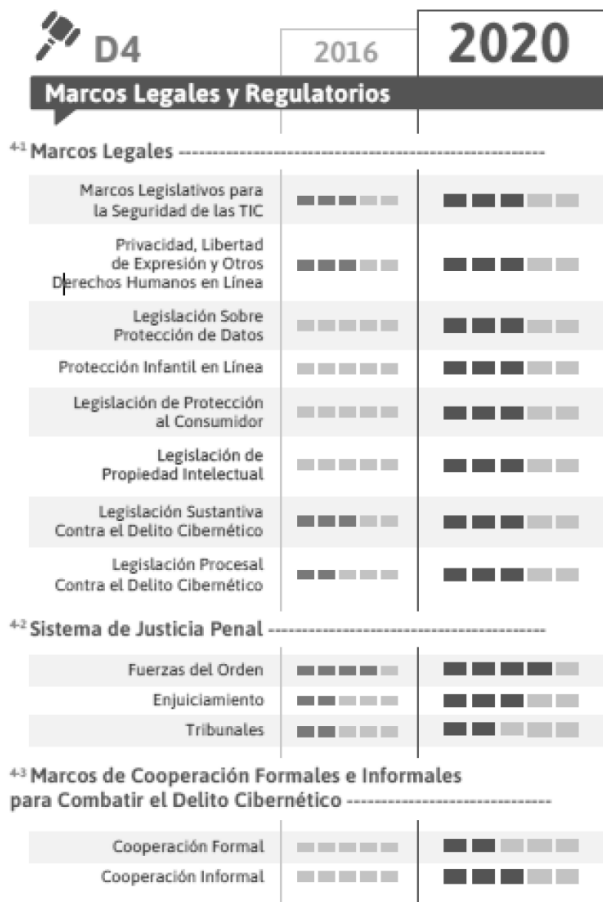 D4
2016
2020
Marcos Legales y Regulatorios
4-1 Marcos Legales
Marcos Legislativos para
la Seguridad de las TIC
Privacidad, Libertad
de Expresión y Otros
Derechos Humanos en Línea
Legislación Sobre
Protección de Datos
Protección Infantil en Línea
Legislación de Protección
al Consumidor
Legislación de
Propiedad Intelectual
Legislación Sustantiva
Contra el Delito Cibernético
Legislación Procesal
Contra el Delito Cibernético
4-2 Sistema de Justicia Penal
Fuerzas del Orden
Enjuiciamiento
Tribunales
4-3 Marcos de Cooperación Formales e Informales
para Combatir el Delito Cibernético
Cooperación Formal
Cooperación Informal